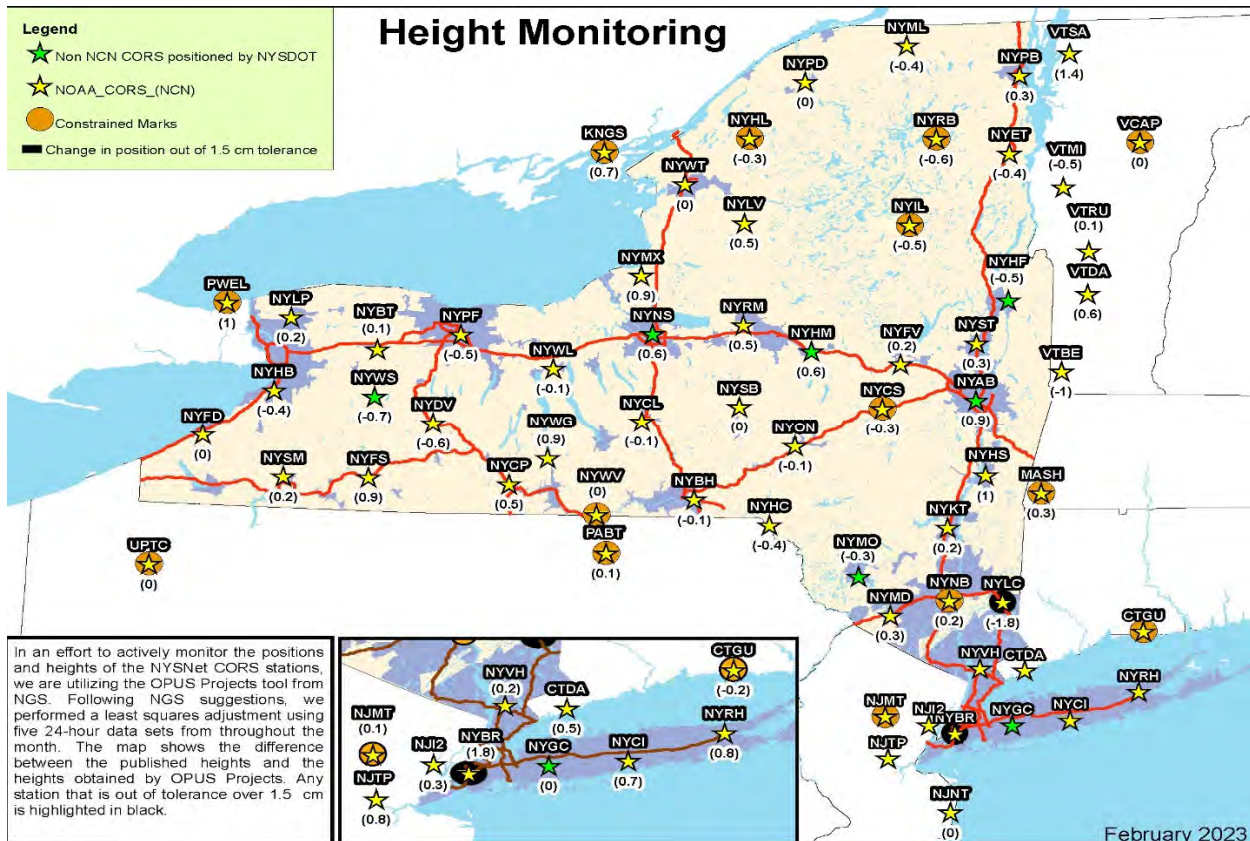 Height Monitoring
Legend
Non NCN CORS positioned by NYSDOT
NOAA_CORS_(NCN)
Constrained Marks
Change in position out of 1.5 cm tolerance
NYML
(-0.4)
VTSA
(1.4)
NYPD
(0)
NYPB
(0.3)
KNGS
(0.7)
NYHL
(-0.3)
NYRB
(-0.6)
NYET
(-0.4)
VCAP
(0)
VTMI
(-0.5)
NYWT
(0)
NYLV
(0.5)
NYIL
(-0.5)
VTRU
(0.1)
NYMX
(0.9)
NYHF
(-0.5)
VTDA
(0.6)
PWEL
(1)
NYLP
(0.2)
NYBT
(0.1)
NYPF
(-0.5)
NYNS
(0.6)
NYRM
(0.5)
NYHM
(0.6)
NYFV
(0.2)
NYST
(0.3)
VTBE
(-1)
NYWL
(-0.1)
NYHB
(-0.4)
NYWS
(-0.7)
NYSB
(0)
NYCS
(-0.3)
NYAB
(0.9)
NYFD
(0)
NYDV
(-0.6)
NYWG
(0.9)
NYCL
(-0.1)
NYON
(-0.1)
NYSM
(0.2)
NYFS
(0.9)
NYCP
(0.5)
NYWV
(0)
NYBH
(-0.1)
NYHS
(1)
MASH
(0.3)
NYHC
(-0.4)
NYKT
(0.2)
UPTC
(0)
PABT
(0.1)
NYMO
(-0.3)
NYMD
(0.3)
NYNB
(0.2)
NYLC
(-1.8)
CTGU
NYVH
CTDA
NYRH
NJMT
NJI2
NYBR
NYGC
NYCI
NJTP
NJNT
(0)
In an effort to actively monitor the positions
and heights of the NYSNet CORS stations,
we are utilizing the OPUS Projects tool from
NGS. Following NGS suggestions, we
performed a least squares adjustment using
five 24-hour data sets from throughout the
month. The map shows the difference
between the published heights and the
heights obtained by OPUS Projects. Any
station that is out of tolerance over 1.5 cm
is highlighted in black.
CTGU
(-0.2)
NYVH
(0.2)
CTDA
(0.5)
NJMT
(0.1)
NJI2
(0.3)
NYBR
(1.8)
NYGC
(0)
NYCI
(0.7)
NYRH
(0.8)
NJTP
(0.8)
February 2023